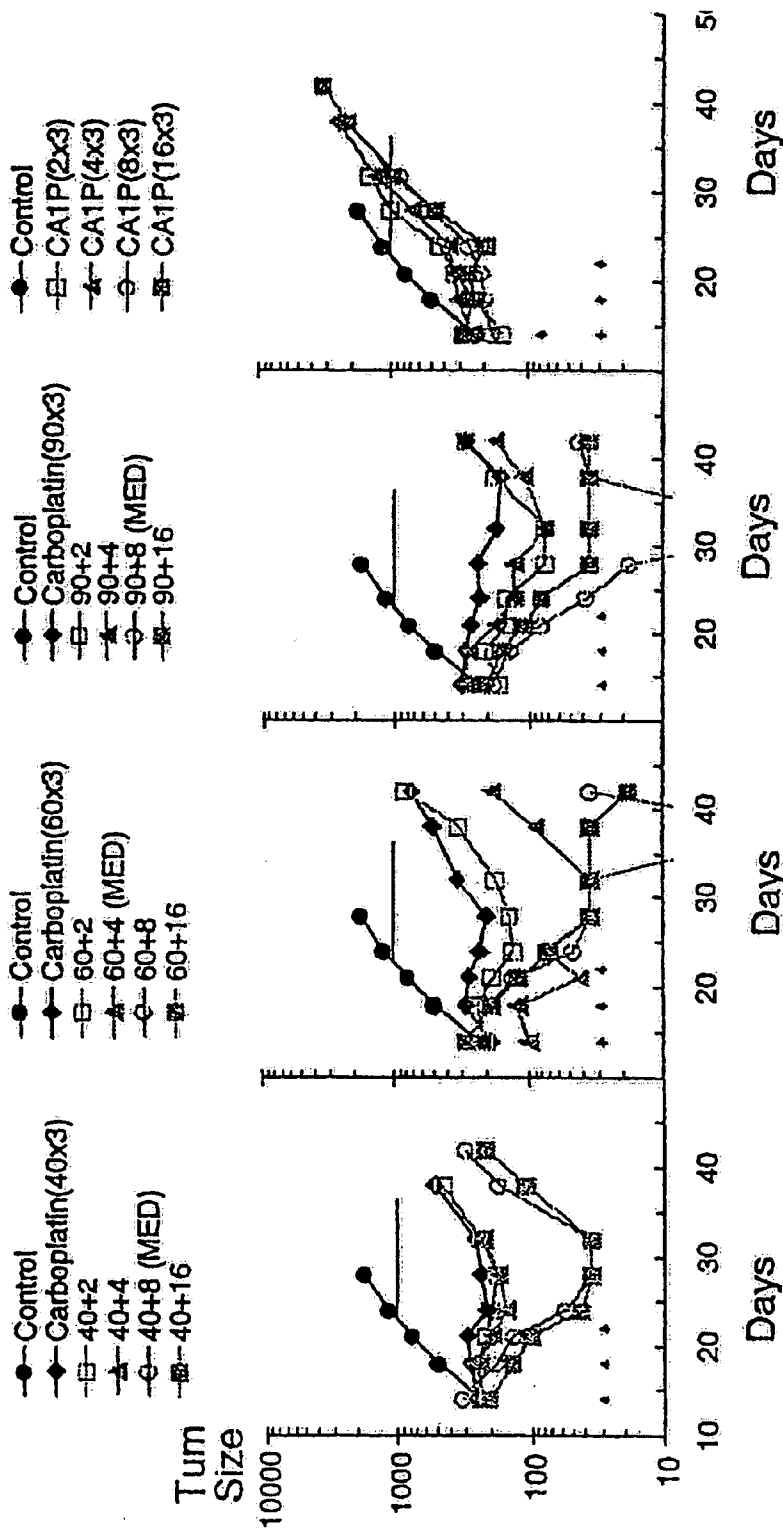 Control
Carboplatin(40x3)
40+2
40+4
40+8 (MED)
40+16
Control
Carboplatin(60x3)
60+2
60+4 (MED)
60+8
60+16
Control
Carboplatin(90x3)
90+2
90+4
90+8 (MED)
90+16
Control
CA1P(2x3)
CA1P(4x3)
CA1P(8x3)
CA1P(16x3)
Tum
Size
10000
1000
100
10
10 20 30 40
20 30 40
20 30 40
20 30 40
Days
Days
Days
Days